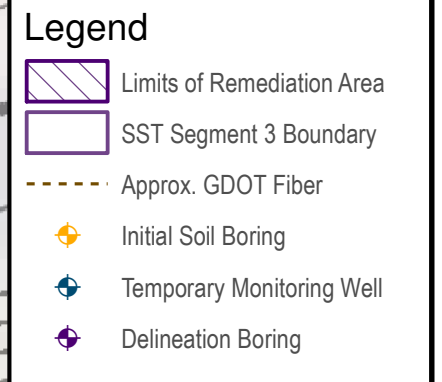 Legend
Limits of Remediation Area
SST Segment 3 Boundary
Approx. GDOT Fiber
Initial Soil Boring
Temporary Monitoring Well
Delineation Boring